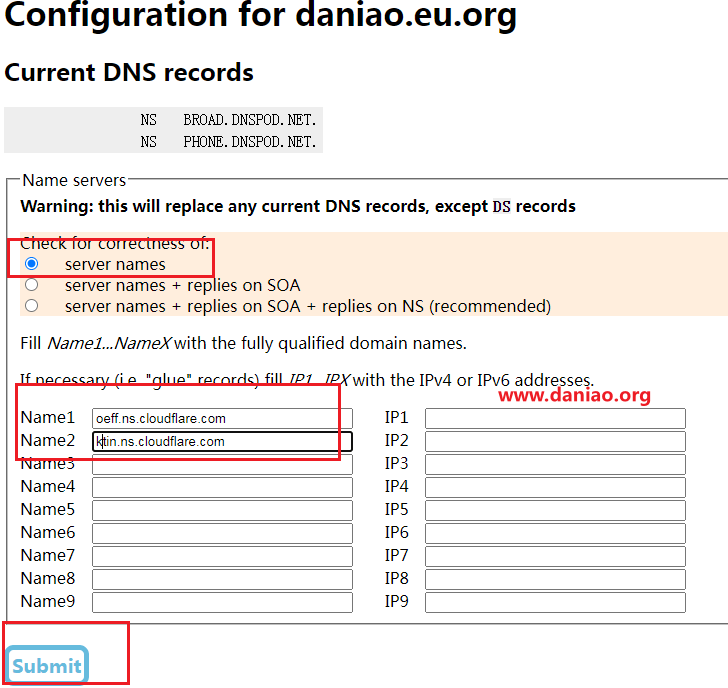 Configuration for daniao.eu.org
Current DNS records
NS BROAD.DNSPOD.NET.
NS PHONE.DNSPOD.NET.
Name servers
Warning: this will replace any current DNS records, except DS records
Check for correctness of:
server names
server names + replies on SOA
server names + replies on SOA + replies on NS (recommended)
Fill Name1...NameX with the fully qualified domain names.
If necessary (i.e. "glue" records) fill IP1...IPX with the IPv4 or IPv6 addresses.
www.daniao.org
Name1 oeff.ns.cloudflare.com IP1
Name2 ktin.ns.cloudflare.com IP2
Name3 IP3
Name4 IP4
Name5 IP5
Name6 IP6
Name7 IP7
Name8 IP8
Name9 IP9
Submit